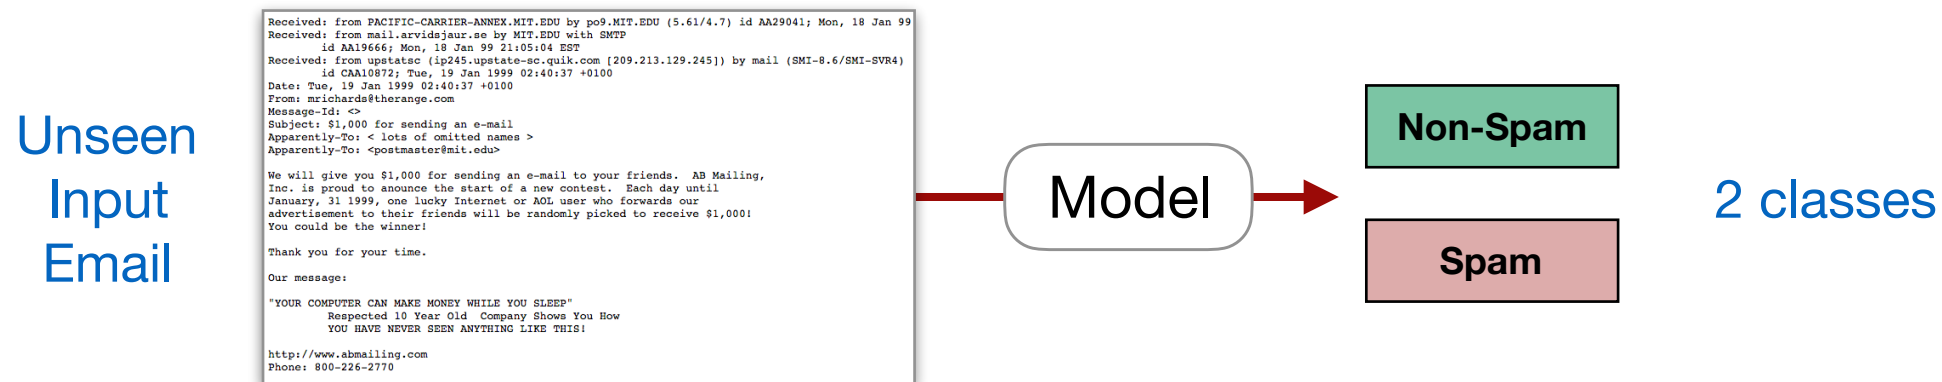 Unseen
Input
Email
Received: from PACIFIC-CARRIER-ANNEX.MIT.EDU by po9.MIT.EDU (5.61/4.7) id AA29041; Mon, 18 Jan 99
Received: from mail.arvidsjaur.se by MIT.EDU with SMTP
id AA19666; Mon, 18 Jan 99 21:05:04 EST
Received: from upstatsc (ip245.upstate-sc.quik.com [209.213.129.245]) by mail (SMI-8.6/SMI-SVR4)
id CAA10872; Tue, 19 Jan 1999 02:40:37 +0100
Date: Tue, 19 Jan 1999 02:40:37 +0100
From: mrichards@therange.com
Message-Id: <>
Subject: $1,000 for sending an e-mail
Apparently-To: < lots of omitted names >
Apparently-To: <postmaster@mit.edu>
We will give you $1,000 for sending an e-mail to your friends. AB Mailing,
Inc. is proud to anounce the start of a new contest. Each day until
January, 31 1999, one lucky Internet or AOL user who forwards our
advertisement to their friends will be randomly picked to receive $1,000!
You could be the winner!
Thank you for your time.
Our message:
"YOUR COMPUTER CAN MAKE MONEY WHILE YOU SLEEP"
Respected 10 Year Old Company Shows You How
YOU HAVE NEVER SEEN ANYTHING LIKE THIS!
http://www.abmailing.com
Phone: 800-226-2770
Model
Non-Spam
Spam
2 classes